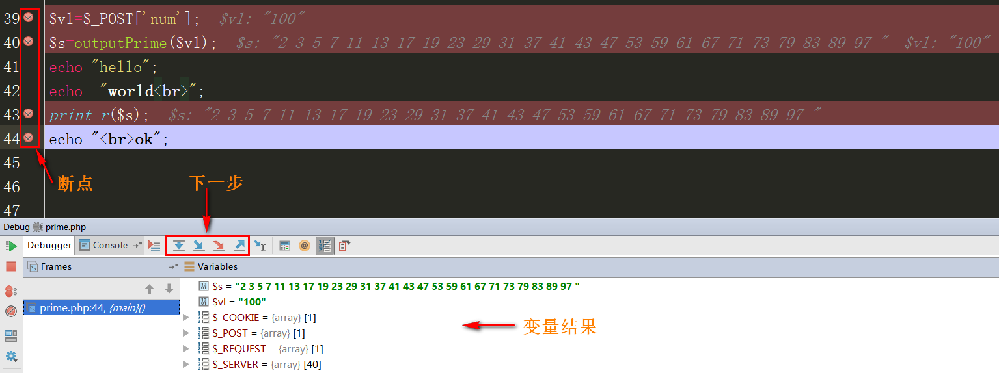 39 $vl=$_POST['num'];  $vl: "100"
40 $s=outputPrime($vl);  $s: "2 3 5 7 11 13 17 19 23 29 31 37 41 43 47 53 59 61 67 71 73 79 83 89 97 "  $vl: "100"
41 echo "hello";
42 echo  "world<br>";
43 print_r($s);  $s: "2 3 5 7 11 13 17 19 23 29 31 37 41 43 47 53 59 61 67 71 73 79 83 89 97 "
44 echo "<br>ok";
45
46
47
断点
下一步
Debug prime.php
Debugger Console
Frames
Variables
prime.php:44, {main}()
$s = "2 3 5 7 11 13 17 19 23 29 31 37 41 43 47 53 59 61 67 71 73 79 83 89 97 "
$vl = "100"
$_COOKIE = {array} [1]
$_POST = {array} [1]
$_REQUEST = {array} [1]
$_SERVER = {array} [40]
变量结果